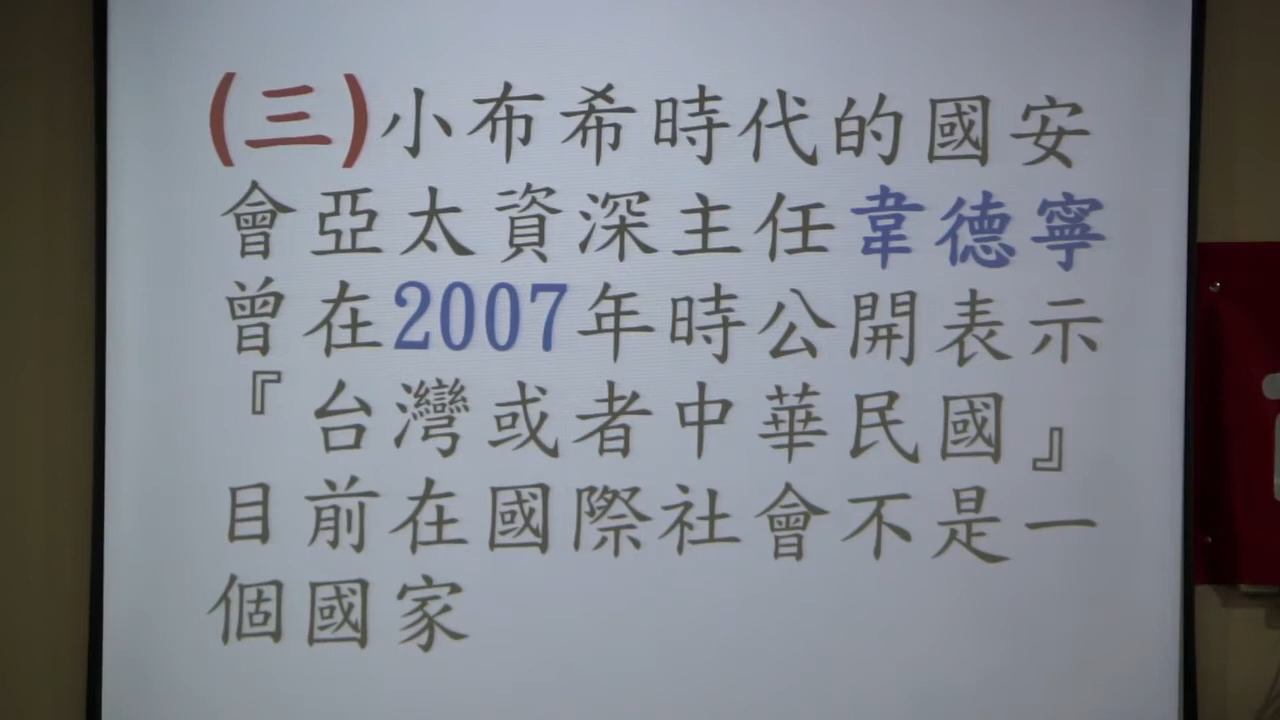 (三)小布希時代的國安
會亞太資深主任韋德寧
曾在2007年時公開表示
『台灣或者中華民國』
目前在國際社會不是一
個國家